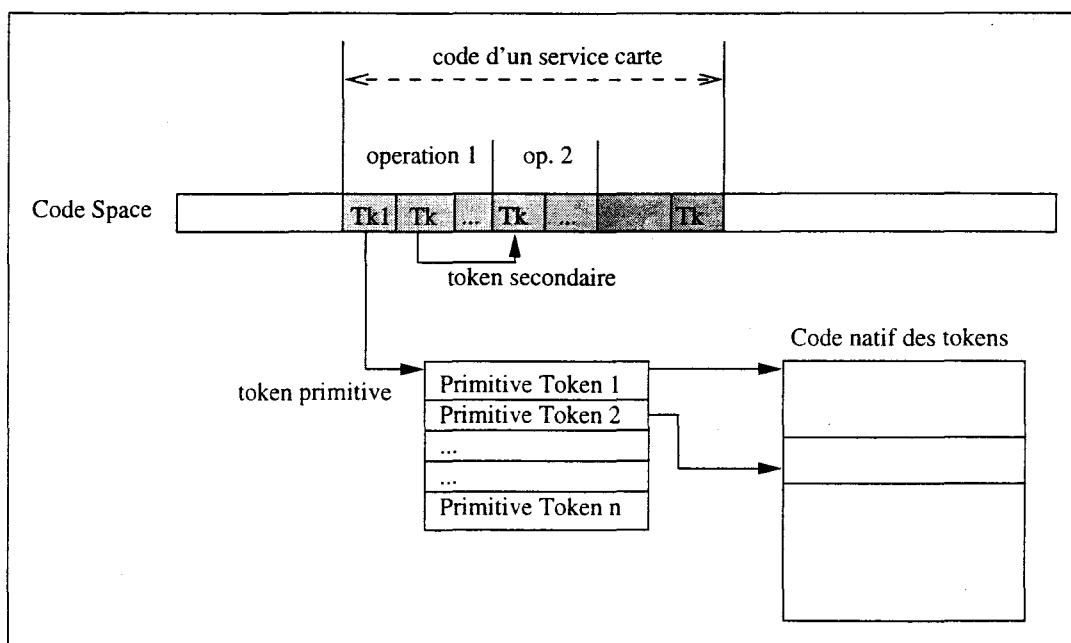 code d'un service carte
operation 1
op. 2
Code Space
Tk1
Tk
...
Tk
...
Tk
token secondaire
Code natif des tokens
token primitive
Primitive Token 1
Primitive Token 2
...
...
Primitive Token n